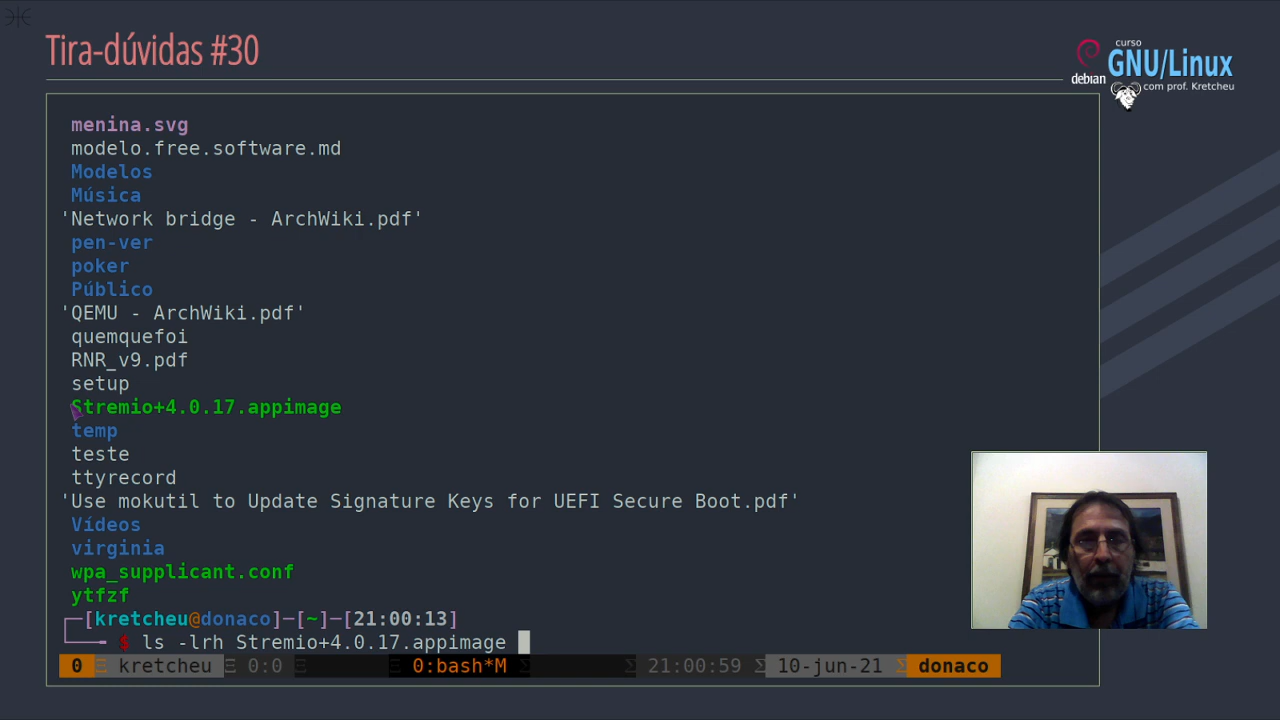 Tira-dúvidas #30
curso
GNU/Linux
debian
com prof. Kretcheu
menina.svg
modelo.free.software.md
Modelos
Música
'Network bridge - ArchWiki.pdf'
pen-ver
poker
Público
'QEMU - ArchWiki.pdf'
quemquefoi
RNR_v9.pdf
setup
Stremio+4.0.17.appimage
temp
teste
ttyrecord
'Use mokutil to Update Signature Keys for UEFI Secure Boot.pdf'
Vídeos
virginia
wpa_supplicant.conf
ytfzf
┌─[kretcheu@donaco]─[~]─[21:00:13]
└── $ ls -lrh Stremio+4.0.17.appimage
0 Ξ kretcheu Ξ 0:0 Ξ 0:bash*M Σ Σ 21:00:59 Σ 10-jun-21 Σ donaco